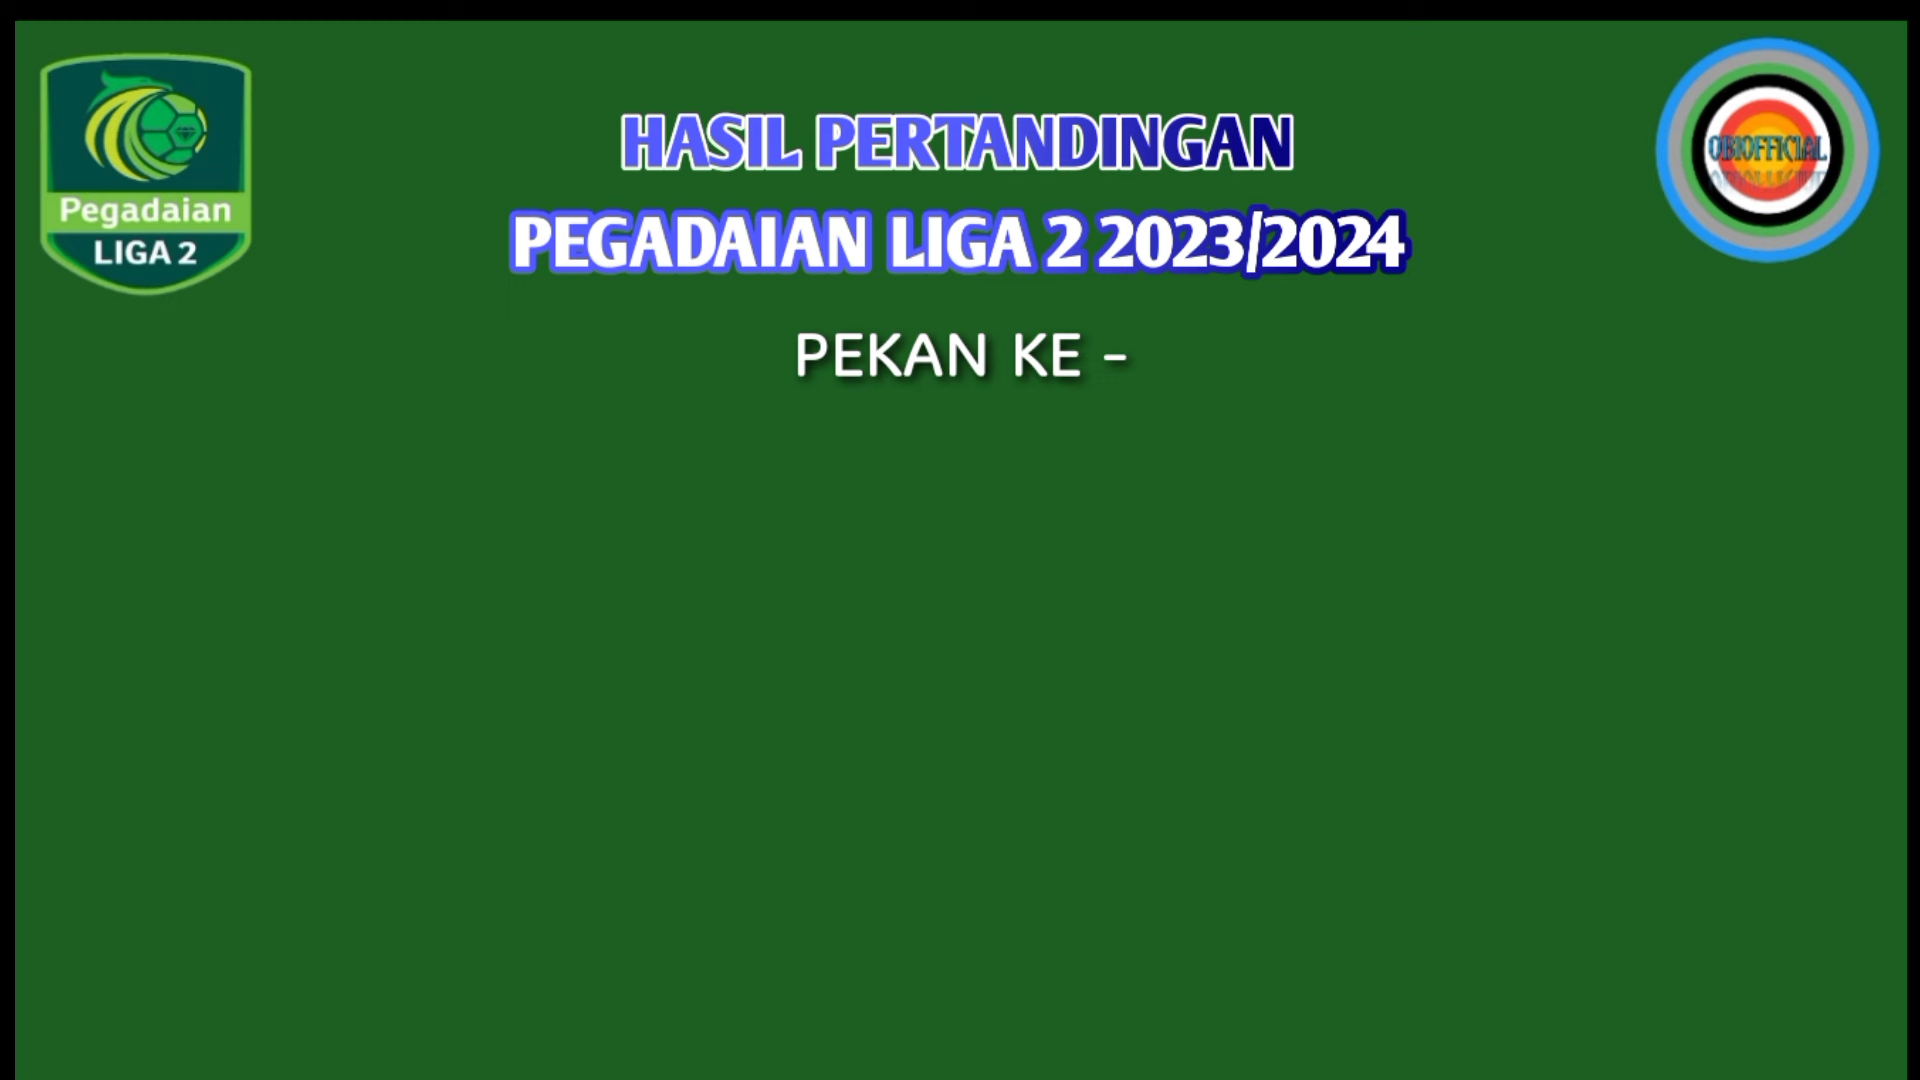 HASIL PERTANDINGAN
PEGADAIAN LIGA 2 2023/2024
PEKAN KE -
Pegadaian
LIGA 2
OBIOFFICIAL